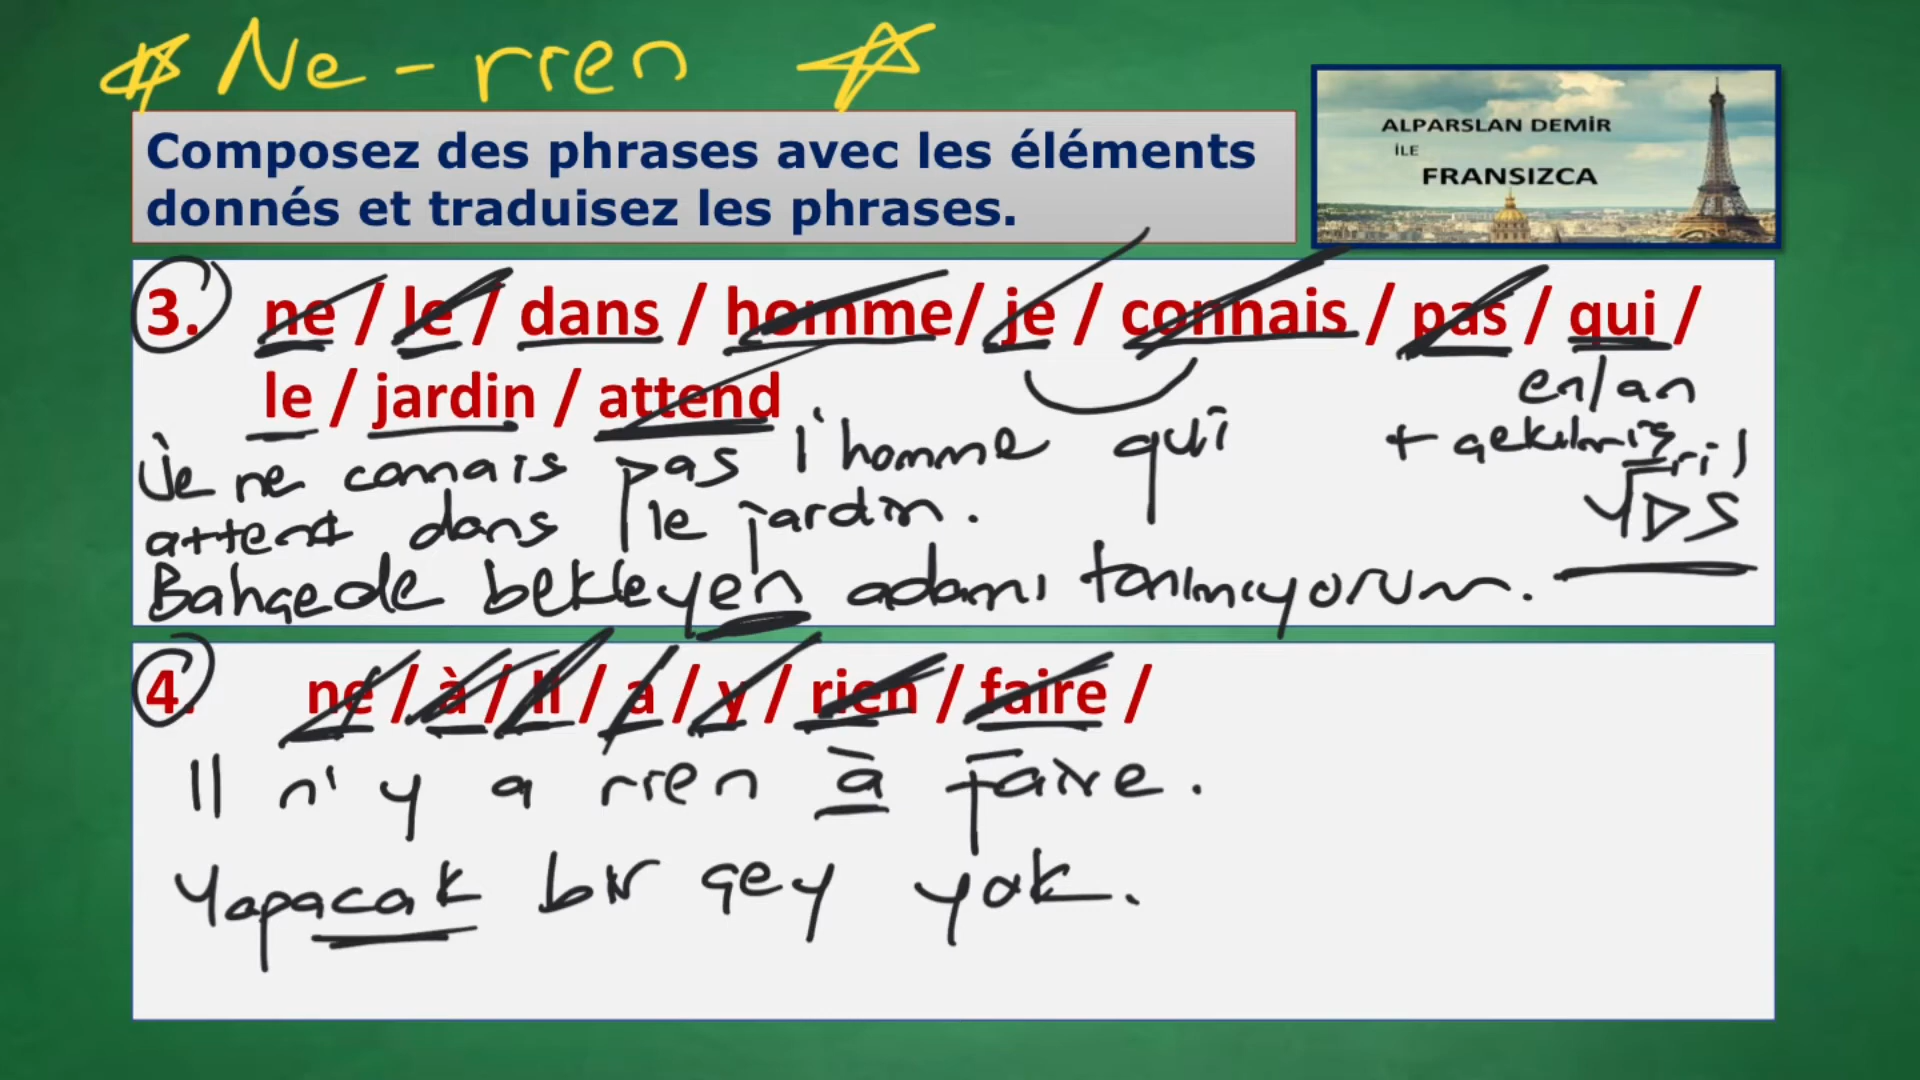 Ne - rien
Composez des phrases avec les éléments
donnés et traduisez les phrases.
ALPARSLAN DEMİR
İLE
FRANSIZCA
3. ne / le / dans / homme/ je / connais / pas / qui /
le / jardin / attend
en/an
+ çekilmiş
YDS
Je ne connais pas l'homme qui
attend dans le jardin.
Bahçede bekleyen adamı tanımıyorum.
4. ne / à / Il / a / y / rien / faire /
Il n'y a rien à faire.
Yapacak bir şey yok.